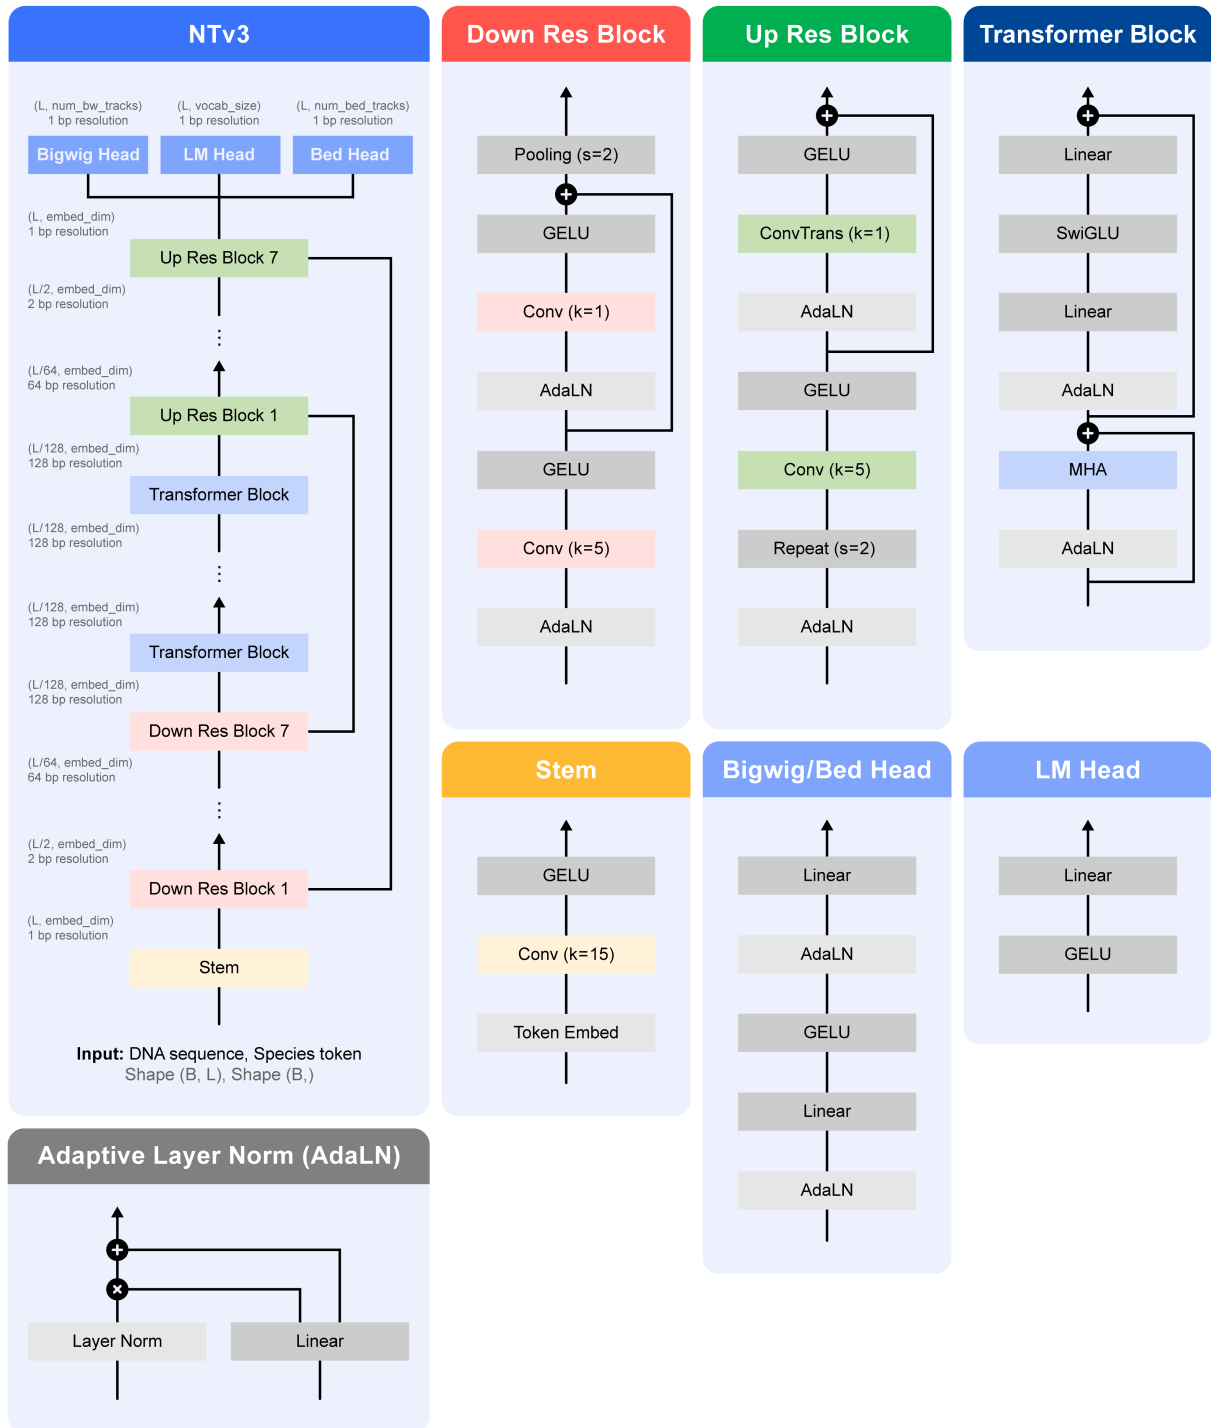 NTv3
(L, num_bw_tracks)
1 bp resolution
(L, vocab_size)
1 bp resolution
(L, num_bed_tracks)
1 bp resolution
Bigwig Head
LM Head
Bed Head
(L, embed_dim)
1 bp resolution
Up Res Block 7
(L/2, embed_dim)
2 bp resolution
⋮
(L/64, embed_dim)
64 bp resolution
Up Res Block 1
(L/128, embed_dim)
128 bp resolution
Transformer Block
(L/128, embed_dim)
128 bp resolution
⋮
(L/128, embed_dim)
128 bp resolution
Transformer Block
(L/128, embed_dim)
128 bp resolution
Down Res Block 7
(L/64, embed_dim)
64 bp resolution
⋮
(L/2, embed_dim)
2 bp resolution
Down Res Block 1
(L, embed_dim)
1 bp resolution
Stem
Input: DNA sequence, Species token
Shape (B, L), Shape (B,)
Down Res Block
Pooling (s=2)
+
GELU
Conv (k=1)
AdaLN
GELU
Conv (k=5)
AdaLN
Up Res Block
+
GELU
ConvTrans (k=1)
AdaLN
GELU
Conv (k=5)
Repeat (s=2)
AdaLN
Transformer Block
+
Linear
SwiGLU
Linear
AdaLN
+
MHA
AdaLN
Stem
GELU
Conv (k=15)
Token Embed
Bigwig/Bed Head
Linear
AdaLN
GELU
Linear
AdaLN
LM Head
Linear
GELU
Adaptive Layer Norm (AdaLN)
+
×
Layer Norm
Linear